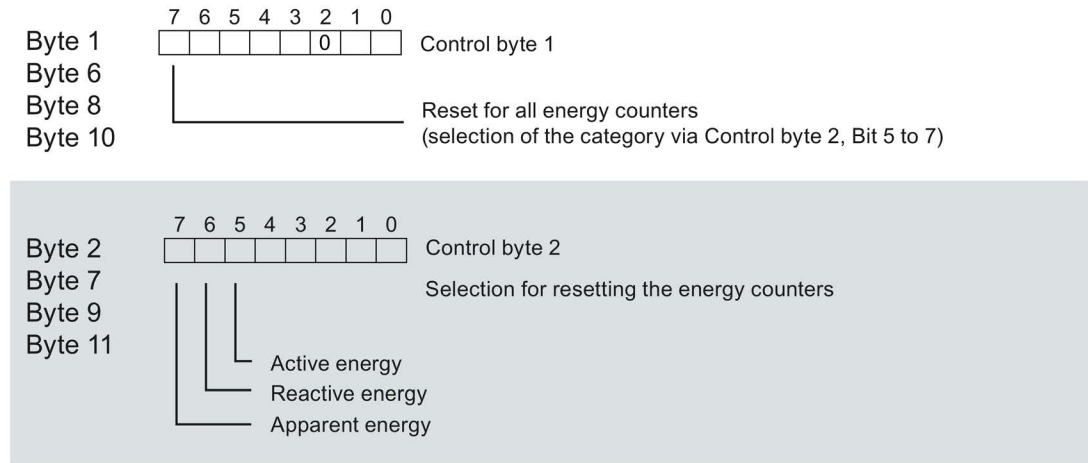 7 6 5 4 3 2 1 0
Byte 1
0
Control byte 1
Byte 6
Byte 8
Byte 10
Reset for all energy counters
(selection of the category via Control byte 2, Bit 5 to 7)
7 6 5 4 3 2 1 0
Byte 2
Control byte 2
Byte 7
Selection for resetting the energy counters
Byte 9
Byte 11
Active energy
Reactive energy
Apparent energy